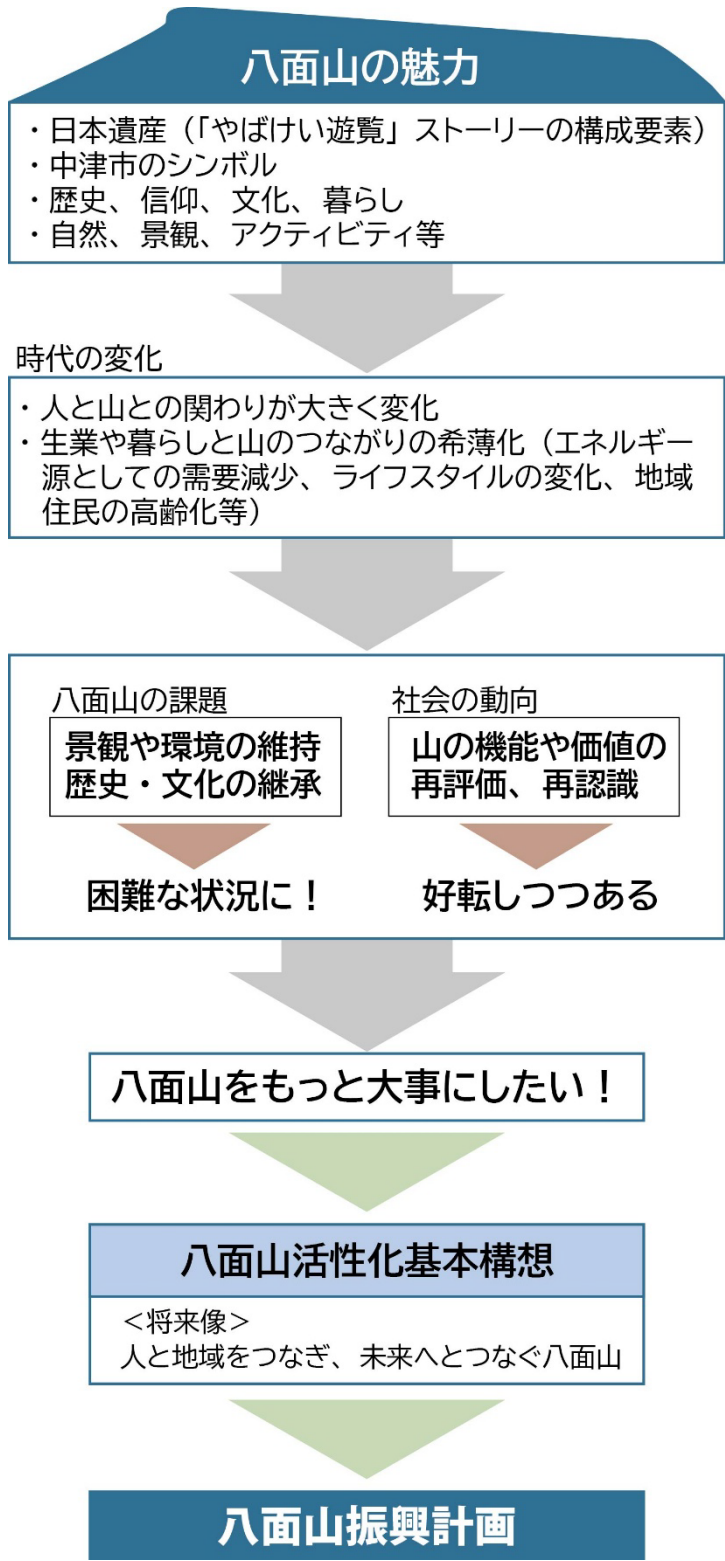 八面山の魅力
・日本遺産（「やばけい遊覧」ストーリーの構成要素）
・中津市のシンボル
・歴史、信仰、文化、暮らし
・自然、景観、アクティビティ等
時代の変化
・人と山との関わりが大きく変化
・生業や暮らしと山のつながりの希薄化（エネルギー
源としての需要減少、ライフスタイルの変化、地域
住民の高齢化等）
八面山の課題
景観や環境の維持
歴史・文化の継承
困難な状況に！
社会の動向
山の機能や価値の
再評価、再認識
好転しつつある
八面山をもっと大事にしたい！
八面山活性化基本構想
＜将来像＞
人と地域をつなぎ、未来へとつなぐ八面山
八面山振興計画